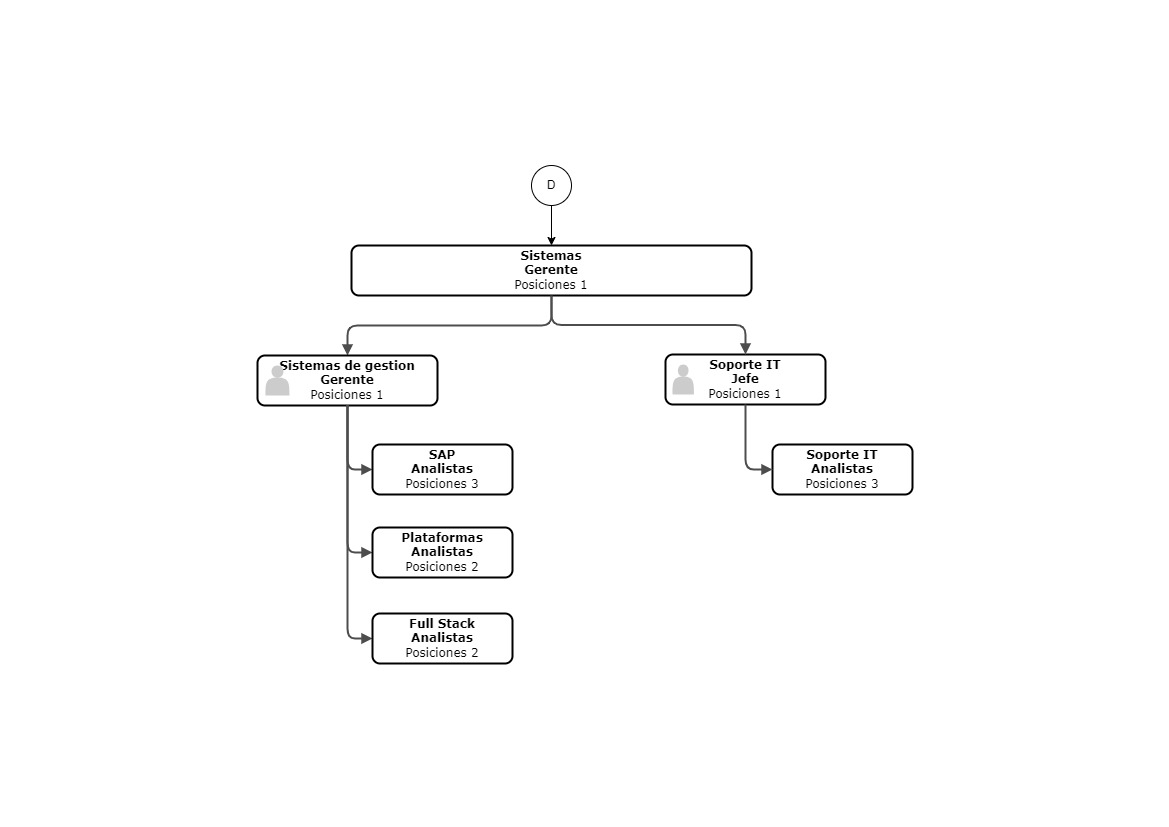 D
Sistemas
Gerente
Posiciones 1
Sistemas de gestion
Gerente
Posiciones 1
Soporte IT
Jefe
Posiciones 1
SAP
Analistas
Posiciones 3
Soporte IT
Analistas
Posiciones 3
Plataformas
Analistas
Posiciones 2
Full Stack
Analistas
Posiciones 2